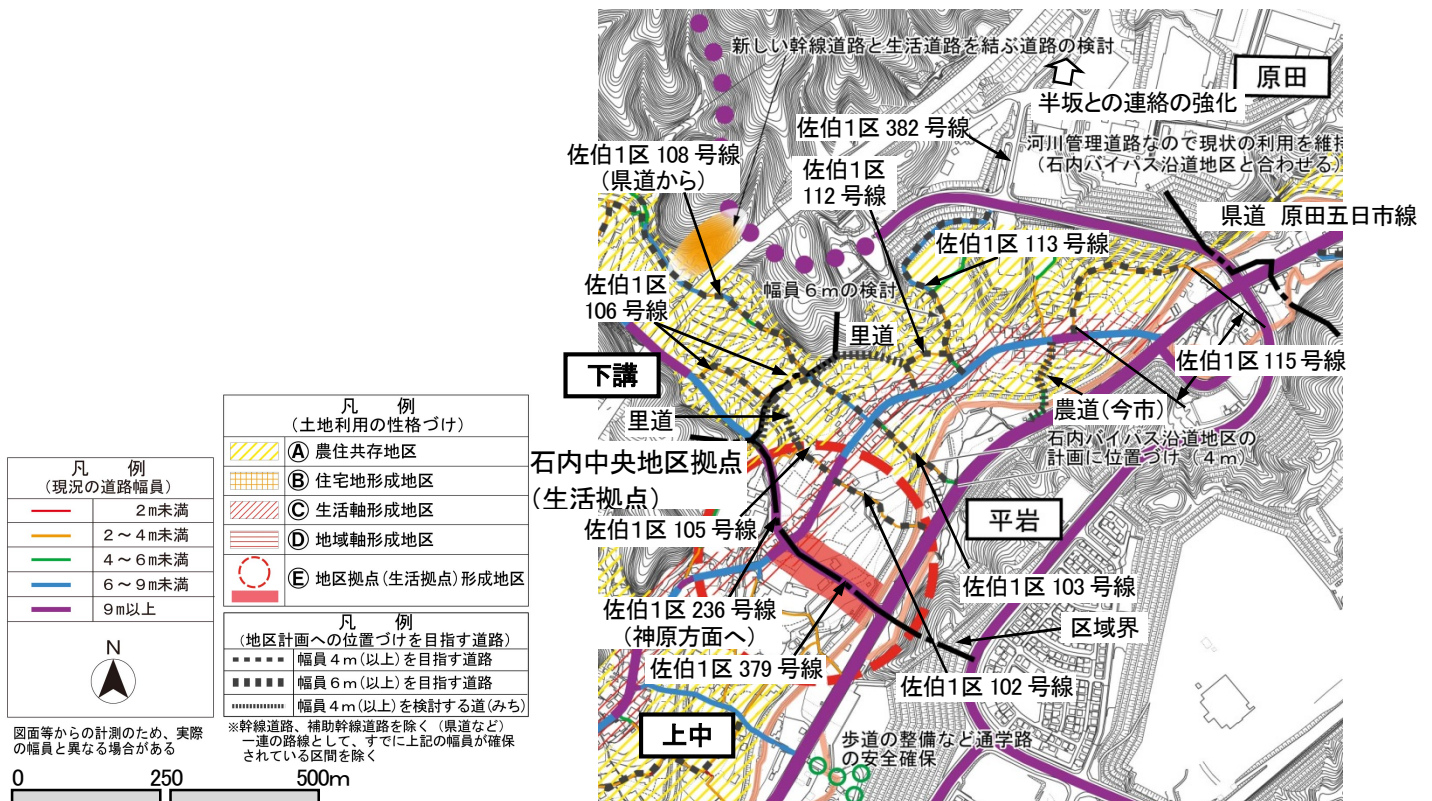 新しい幹線道路と生活道路を結ぶ道路の検討
原田
半坂との連絡の強化
佐伯1区 382 号線
河川管理道路なので現状の利用を維持
(石内バイパス沿道地区と合わせる)
佐伯1区 108 号線
(県道から)
佐伯1区
112 号線
県道 原田五日市線
佐伯1区 113 号線
佐伯1区
106 号線
幅員6mの検討
里道
佐伯1区 115 号線
下講
農道(今市)
里道
石内バイパス沿道地区の
計画に位置づけ(4m)
石内中央地区拠点
(生活拠点)
平岩
佐伯1区 105 号線
佐伯1区 103 号線
佐伯1区 236 号線
(神原方面へ)
区域界
佐伯1区 379 号線
佐伯1区 102 号線
上中
歩道の整備など通学路
の安全確保
凡 例
(土地利用の性格づけ)
Ⓐ 農住共存地区
Ⓑ 住宅地形成地区
Ⓒ 生活軸形成地区
Ⓓ 地域軸形成地区
Ⓔ 地区拠点(生活拠点)形成地区
凡 例
(現況の道路幅員)
2m未満
2~4m未満
4~6m未満
6~9m未満
9m以上
凡 例
(地区計画への位置づけを目指す道路)
幅員4m(以上)を目指す道路
幅員6m(以上)を目指す道路
幅員4m(以上)を検討する道(みち)
※幹線道路、補助幹線道路を除く(県道など)
一連の路線として、すでに上記の幅員が確保
されている区間を除く
N
図面等からの計測のため、実際
の幅員と異なる場合がある
0 250 500m